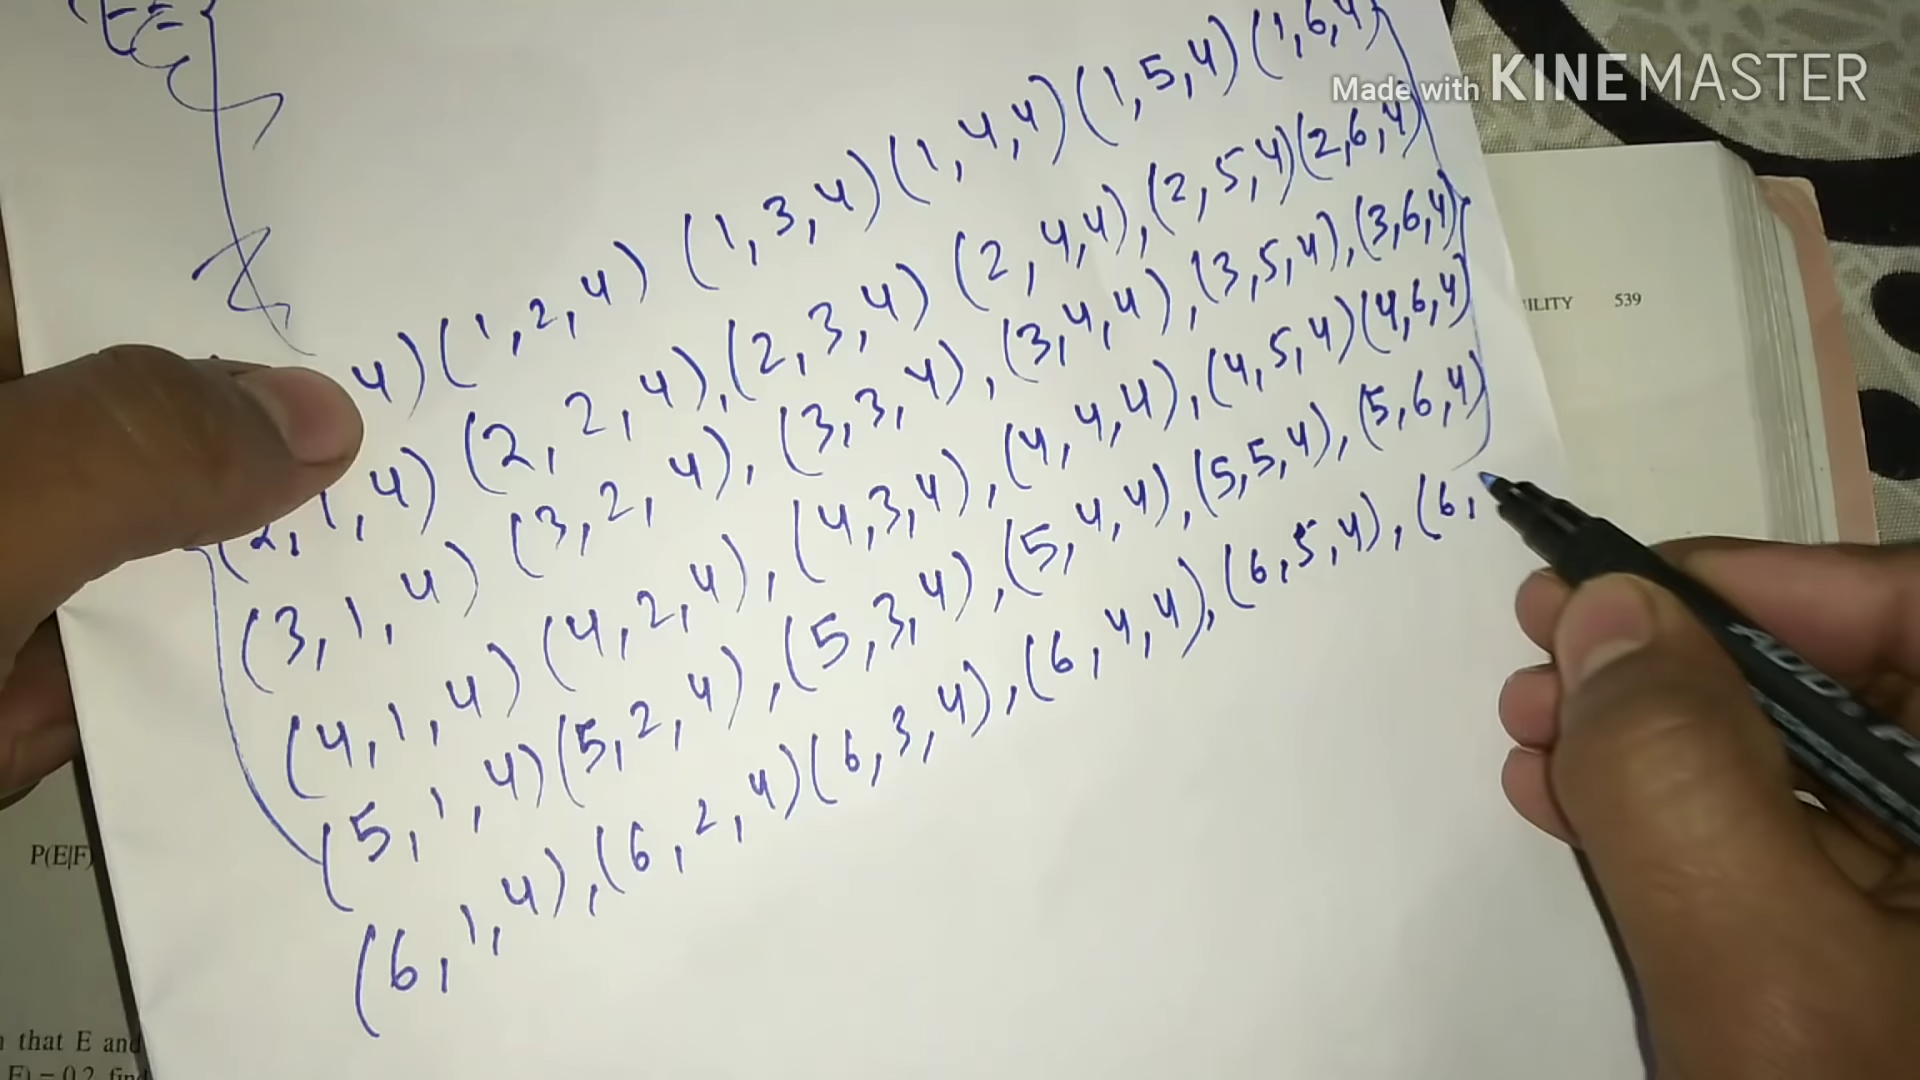 Made with KINEMASTER
4) (1, 2, 4) (1, 3, 4) (1, 4, 4) (1, 5, 4) (1, 6, 4)
2, 1, 4) (2, 2, 4), (2, 3, 4) (2, 4, 4), (2, 5, 4) (2, 6, 4)
(3, 1, 4) (3, 2, 4), (3, 3, 4), (3, 4, 4), (3, 5, 4), (3, 6, 4)
(4, 1, 4) (4, 2, 4), (4, 3, 4), (4, 4, 4), (4, 5, 4) (4, 6, 4)
(5, 1, 4) (5, 2, 4), (5, 3, 4), (5, 4, 4), (5, 5, 4), (5, 6, 4)
(6, 1, 4), (6, 2, 4) (6, 3, 4), (6, 4, 4), (6, 5, 4), (6,
ILITY 539
P(E|F)
that E and
F) = 0.2, find